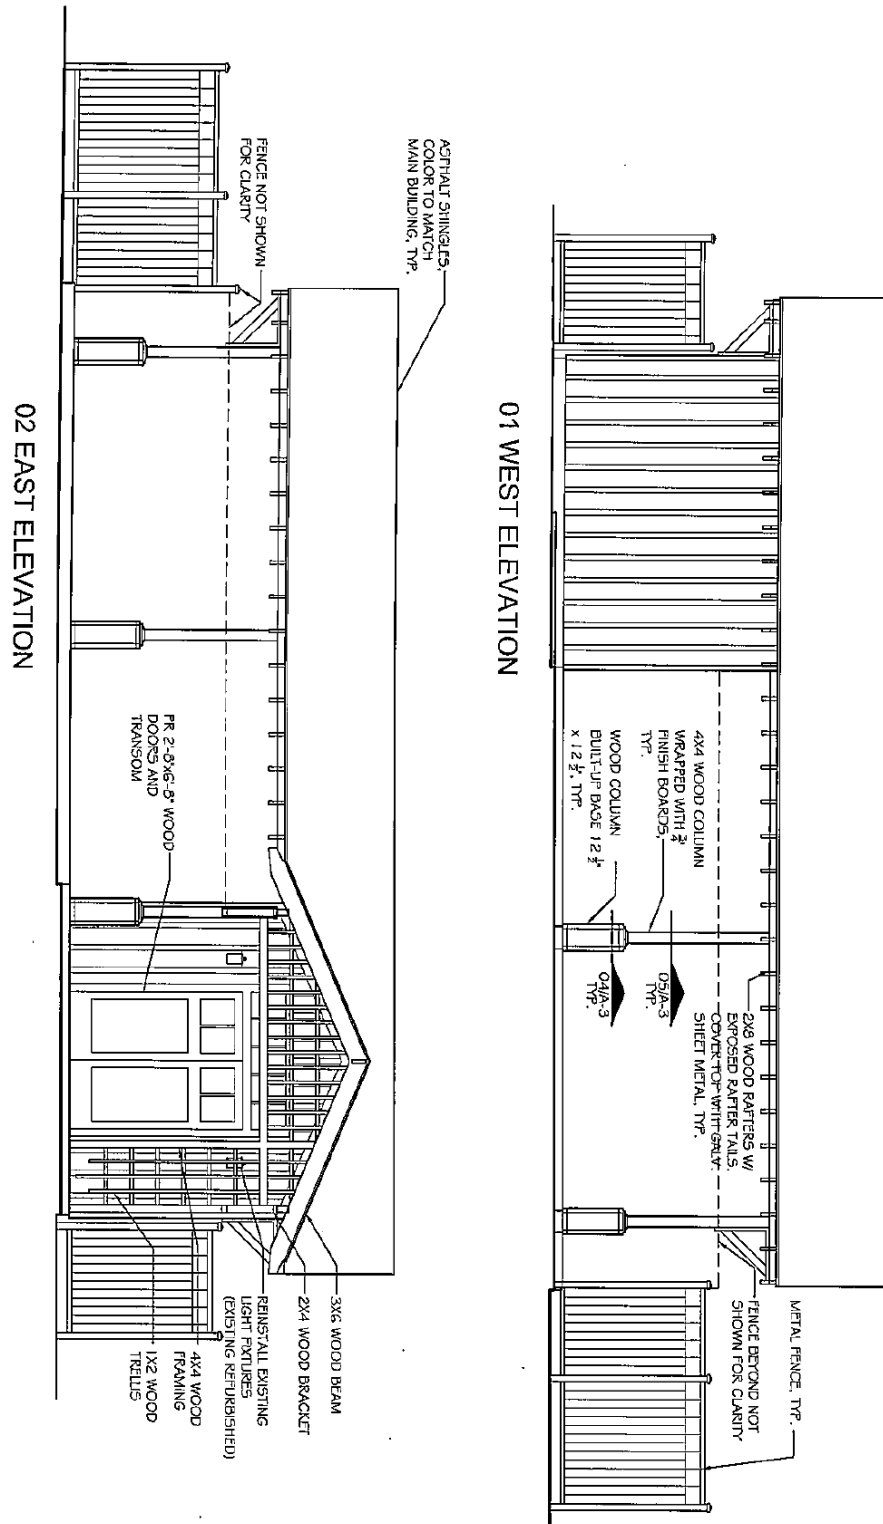 4X4 WOOD COLUMN
WRAPPED WITH 3/4"
FINISH BOARDS,
TYP.
WOOD COLUMN
BUILT-UP BASE 12 1/2"
x 12 1/2", TYP.
05/A-3
TYP.
04/A-3
TYP.
2X8 WOOD RAFTERS W/
EXPOSED RAFTER TAILS.
COVER TOP WITH GALV.
SHEET METAL, TYP.
METAL FENCE, TYP.
FENCE BEYOND NOT
SHOWN FOR CLARITY
01 WEST ELEVATION
ASPHALT SHINGLES,
COLOR TO MATCH
MAIN BUILDING, TYP.
FENCE NOT SHOWN
FOR CLARITY
PR 2'-8"x6'-8" WOOD
DOORS AND
TRANSOM
3X6 WOOD BEAM
2X4 WOOD BRACKET
REINSTALL EXISTING
LIGHT FIXTURES
(EXISTING REFURBISHED)
4X4 WOOD
FRAMING
1X2 WOOD
TRELLIS
02 EAST ELEVATION